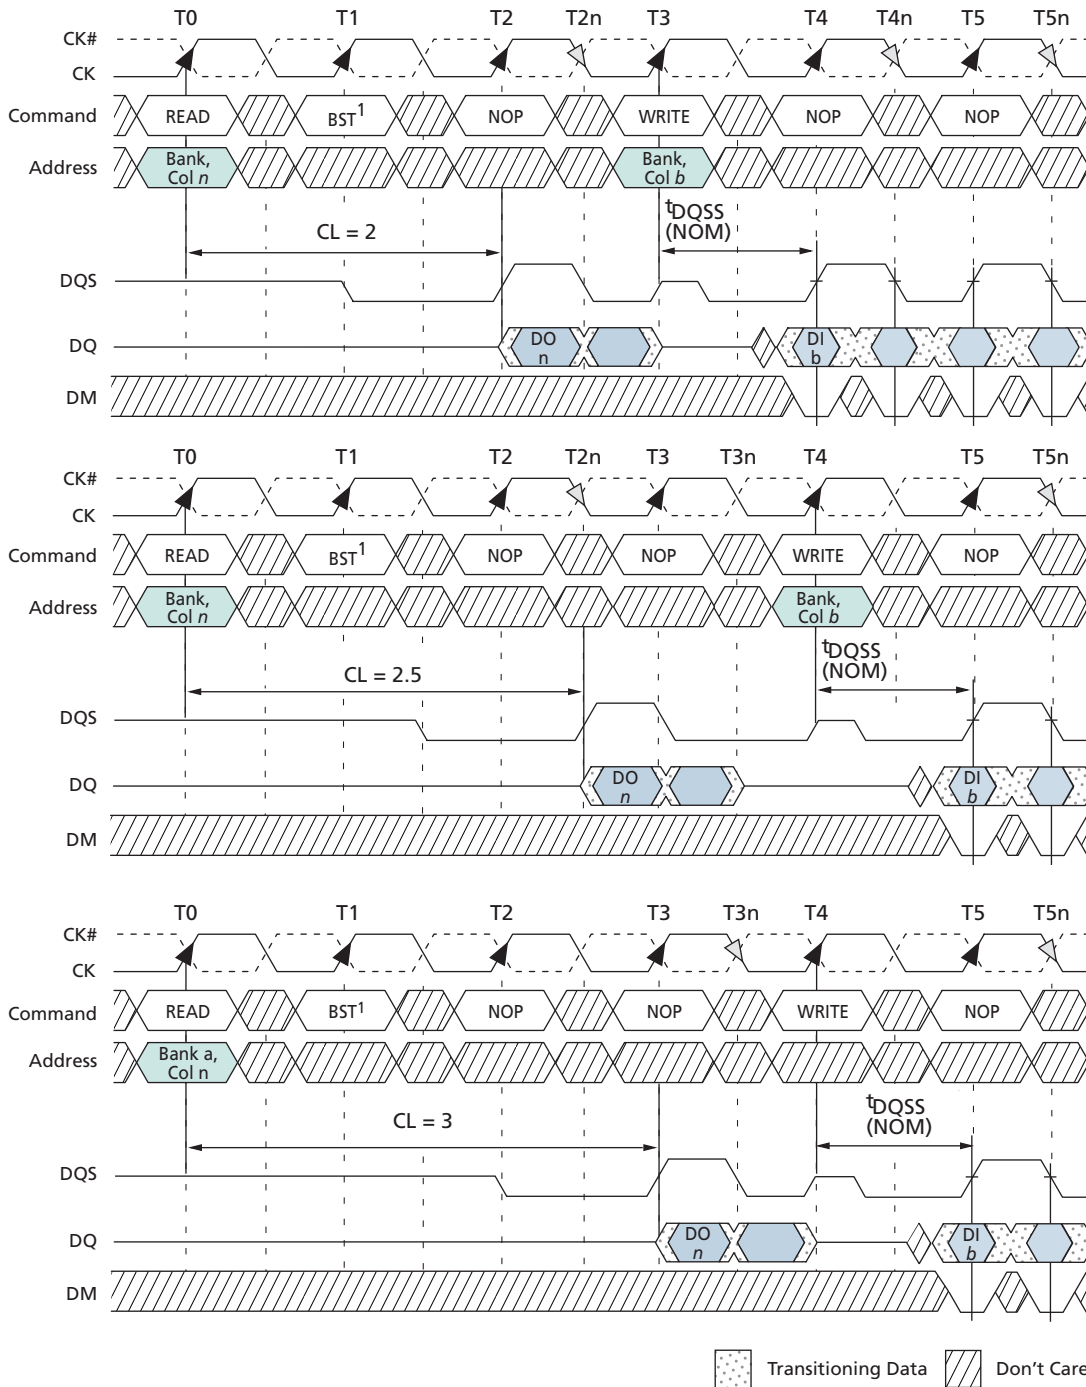 T0 T1 T2 T2n T3 T4 T4n T5 T5n
CK#
CK
Command READ BST1 NOP WRITE NOP NOP
Address Bank, Col n Bank, Col b
CL = 2 tDQSS (NOM)
DQS
DQ DO n DI b
DM
T0 T1 T2 T2n T3 T3n T4 T5 T5n
CK#
CK
Command READ BST1 NOP NOP WRITE NOP
Address Bank, Col n Bank, Col b
CL = 2.5 tDQSS (NOM)
DQS
DQ DO n DI b
DM
T0 T1 T2 T3 T3n T4 T5 T5n
CK#
CK
Command READ BST1 NOP NOP WRITE NOP
Address Bank a, Col n
CL = 3 tDQSS (NOM)
DQS
DQ DO n DI b
DM
Transitioning Data Don't Care